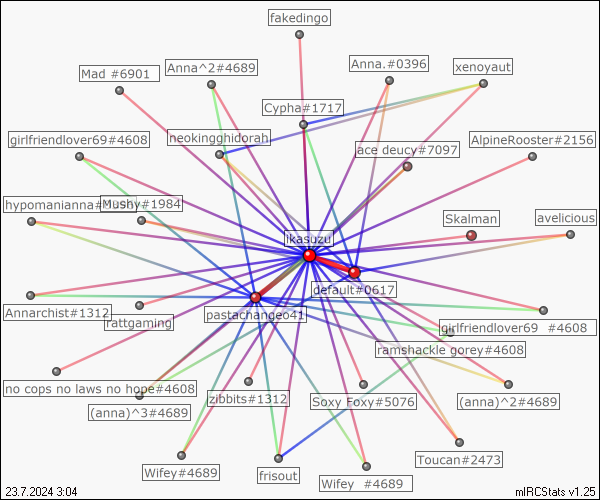 fakedingo
Mad #6901
Anna^2#4689
Anna.#0396
xenoyaut
Cypha#1717
girlfriendlover69#4608
neokingghidorah
ace deucy#7097
AlpineRooster#2156
Mushy#1984
Skalman
avelicious
likasuzu
default#0617
Annarchist#1312
rattgaming
pastachangeo41
girlfriendlover69 #4608
ramshackle gorey#4608
no cops no laws no hope#4608
(anna)^3#4689
zibbits#1312
Soxy Foxy#5076
(anna)^2#4689
Wifey#4689
frisout
Wifey #4689
Toucan#2473
23.7.2024 3:04
mIRCStats v1.25